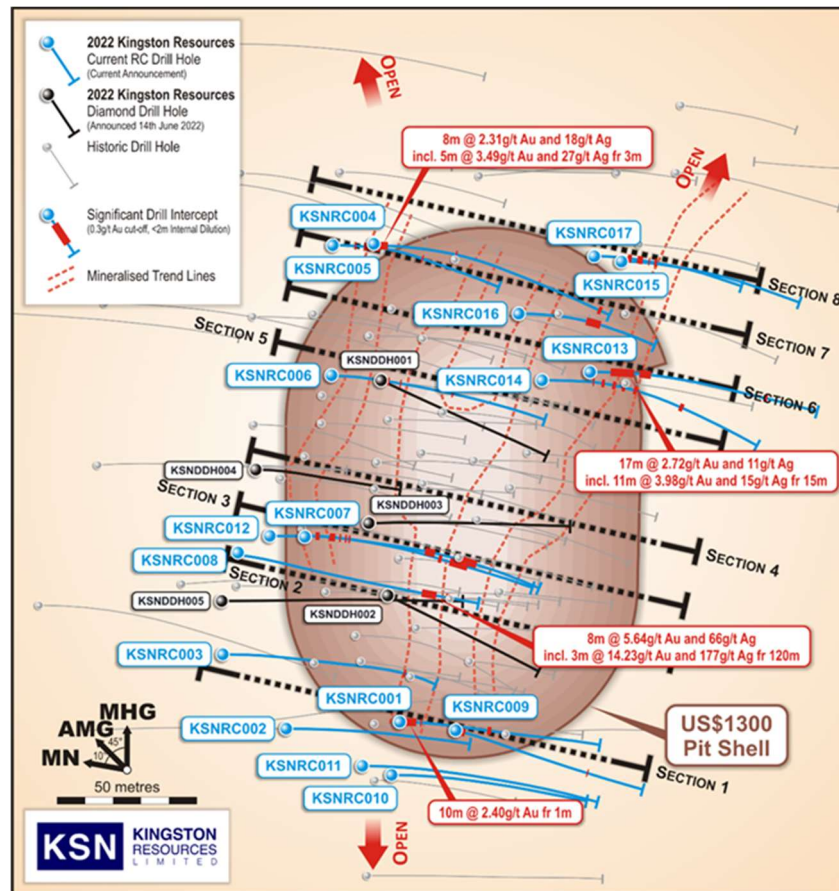 2022 Kingston Resources
Current RC Drill Hole
(Current Announcement)
2022 Kingston Resources
Diamond Drill Hole
(Announced 14th June 2022)
Historic Drill Hole
Significant Drill Intercept
(0.3g/t Au cut-off, <2m Internal Dilution)
Mineralised Trend Lines
OPEN
8m @ 2.31g/t Au and 18g/t Ag
incl. 5m @ 3.49g/t Au and 27g/t Ag fr 3m
OPEN
KSNRC004
KSNRC017
KSNRC005
KSNRC015
SECTION 8
KSNRC016
SECTION 7
SECTION 5
KSNDDH001
KSNRC013
KSNRC006
KSNRC014
SECTION 6
17m @ 2.72g/t Au and 11g/t Ag
incl. 11m @ 3.98g/t Au and 15g/t Ag fr 15m
KSNDDH004
SECTION 3
KSNDDH003
KSNRC007
KSNRC012
SECTION 4
KSNRC008
SECTION 2
KSNDDH005
KSNDDH002
8m @ 5.64g/t Au and 66g/t Ag
incl. 3m @ 14.23g/t Au and 177g/t Ag fr 120m
KSNRC003
KSNRC001
KSNRC009
KSNRC002
US$1300
Pit Shell
KSNRC011
SECTION 1
KSNRC010
10m @ 2.40g/t Au fr 1m
OPEN
MHG
AMG
45°
MN
10°
50 metres
KSN
KINGSTON
RESOURCES
LIMITED